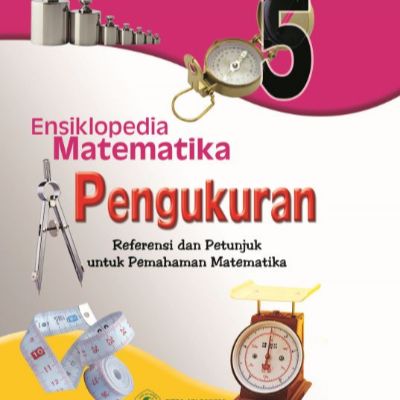 5
Ensiklopedia
Matematika
Pengukuran
Referensi dan Petunjuk
untuk Pemahaman Matematika